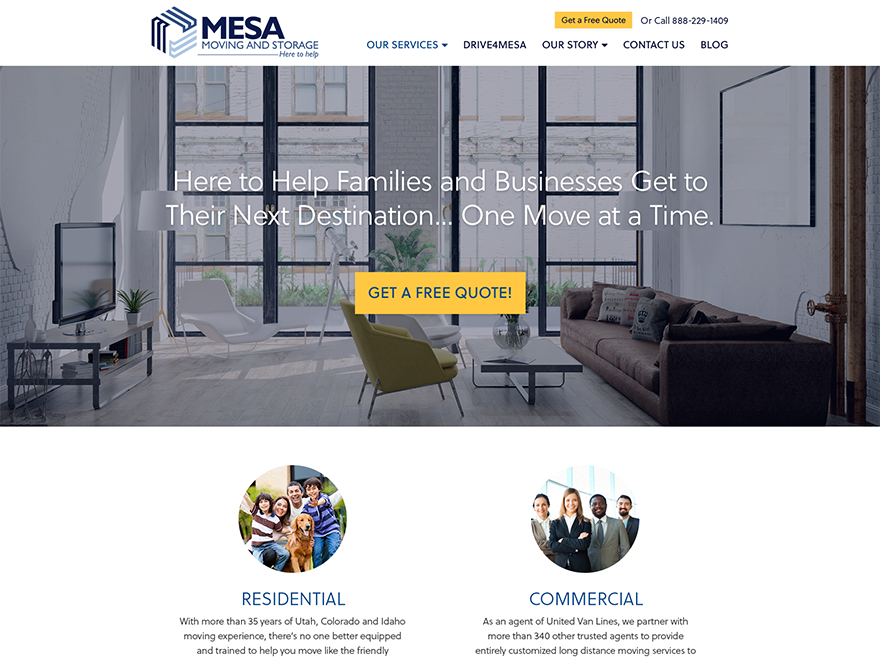 MESA
MOVING AND STORAGE
Here to help
Get a Free Quote Or Call 888-229-1409
OUR SERVICES DRIVE4MESA OUR STORY CONTACT US BLOG
Here to Help Families and Businesses Get to
Their Next Destination... One Move at a Time.
GET A FREE QUOTE!
RESIDENTIAL
With more than 35 years of Utah, Colorado and Idaho
moving experience, there's no one better equipped
and trained to help you move like the friendly
COMMERCIAL
As an agent of United Van Lines, we partner with
more than 340 other trusted agents to provide
entirely customized long distance moving services to